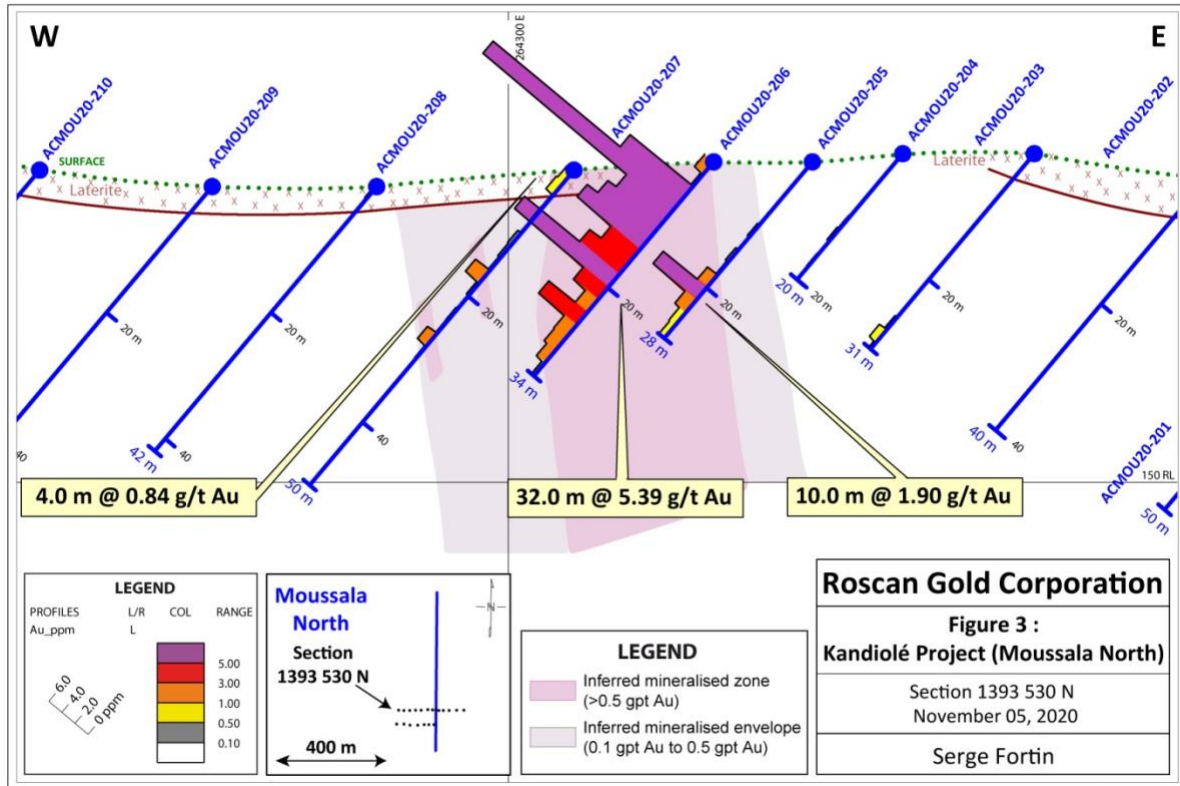 W
E
264300 E
ACMOU20-210
ACMOU20-209
ACMOU20-208
ACMOU20-207
ACMOU20-206
ACMOU20-205
ACMOU20-204
ACMOU20-203
ACMOU20-202
SURFACE
Laterite
Laterite
20 m
20 m
20 m
20 m
20 m
20 m
20 m
20 m
20 m
28 m
31 m
34 m
40
42 m
40
50 m
40
40 m
40
ACMOU20-201
150 RL
50 m
4.0 m @ 0.84 g/t Au
32.0 m @ 5.39 g/t Au
10.0 m @ 1.90 g/t Au
LEGEND
PROFILES L/R COL RANGE
Au_ppm L
5.00
3.00
1.00
0.50
0.10
6.0
4.0
2.0
0 ppm
Moussala
North
Section
1393 530 N
N
400 m
LEGEND
Inferred mineralised zone
(>0.5 gpt Au)
Inferred mineralised envelope
(0.1 gpt Au to 0.5 gpt Au)
Roscan Gold Corporation
Figure 3 :
Kandiolé Project (Moussala North)
Section 1393 530 N
November 05, 2020
Serge Fortin